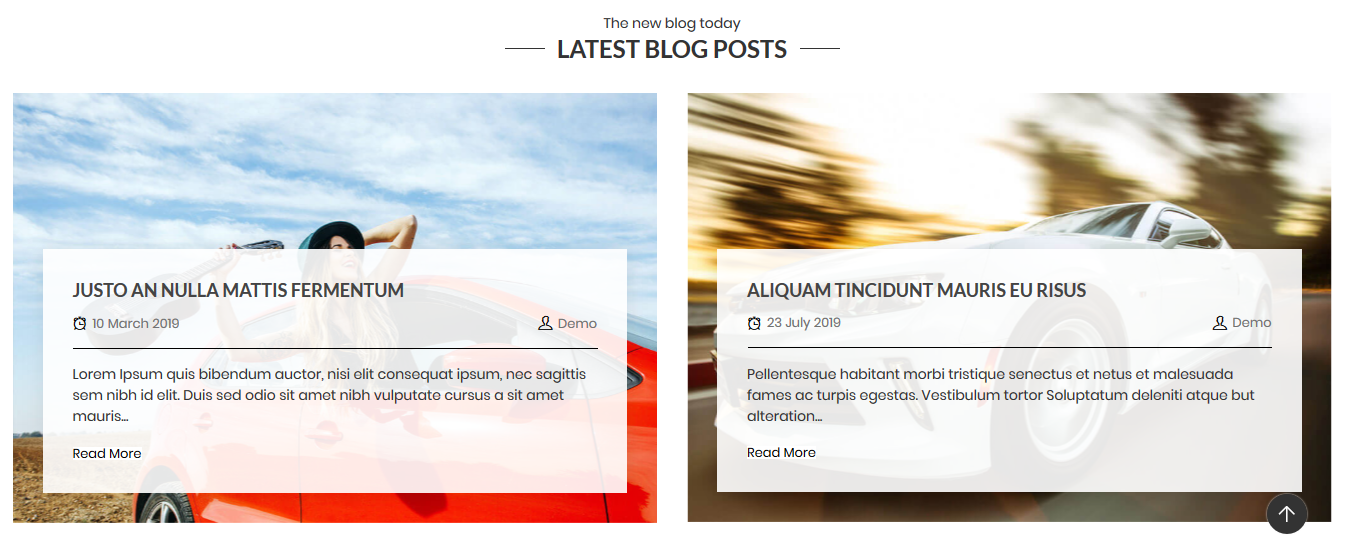 The new blog today
LATEST BLOG POSTS
JUSTO AN NULLA MATTIS FERMENTUM
10 March 2019
Demo
Lorem Ipsum quis bibendum auctor, nisi elit consequat ipsum, nec sagittis
sem nibh id elit. Duis sed odio sit amet nibh vulputate cursus a sit amet
mauris...
Read More
ALIQUAM TINCIDUNT MAURIS EU RISUS
23 July 2019
Demo
Pellentesque habitant morbi tristique senectus et netus et malesuada
fames ac turpis egestas. Vestibulum tortor Soluptatum deleniti atque but
alteration...
Read More